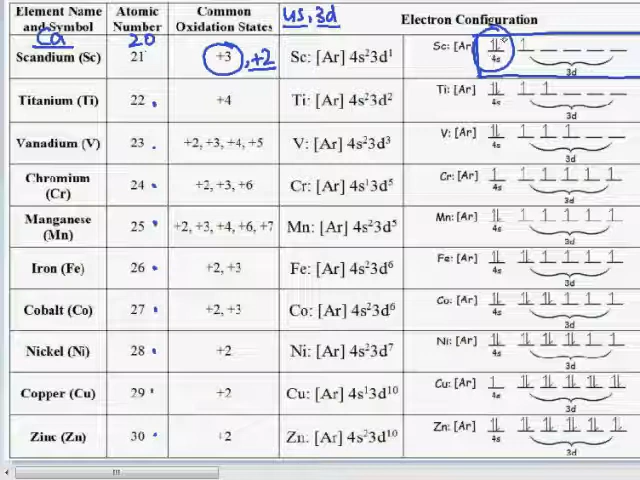 Element Name and Symbol | Atomic Number | Common Oxidation States | us, 3d | Electron Configuration
Ca | 20
Scandium (Sc) | 21 | +3, +2 | Sc: [Ar] 4s²3d¹ | Sc: [Ar] 4s 3d
Titanium (Ti) | 22 | +4 | Ti: [Ar] 4s²3d² | Ti: [Ar] 4s 3d
Vanadium (V) | 23 | +2, +3, +4, +5 | V: [Ar] 4s²3d³ | V: [Ar] 4s 3d
Chromium (Cr) | 24 | +2, +3, +6 | Cr: [Ar] 4s¹3d⁵ | Cr: [Ar] 4s 3d
Manganese (Mn) | 25 | +2, +3, +4, +6, +7 | Mn: [Ar] 4s²3d⁵ | Mn: [Ar] 4s 3d
Iron (Fe) | 26 | +2, +3 | Fe: [Ar] 4s²3d⁶ | Fe: [Ar] 4s 3d
Cobalt (Co) | 27 | +2, +3 | Co: [Ar] 4s²3d⁶ | Co: [Ar] 4s 3d
Nickel (Ni) | 28 | +2 | Ni: [Ar] 4s²3d⁷ | Ni: [Ar] 4s 3d
Copper (Cu) | 29 | +2 | Cu: [Ar] 4s¹3d¹⁰ | Cu: [Ar] 4s 3d
Zinc (Zn) | 30 | +2 | Zn: [Ar] 4s²3d¹⁰ | Zn: [Ar] 4s 3d